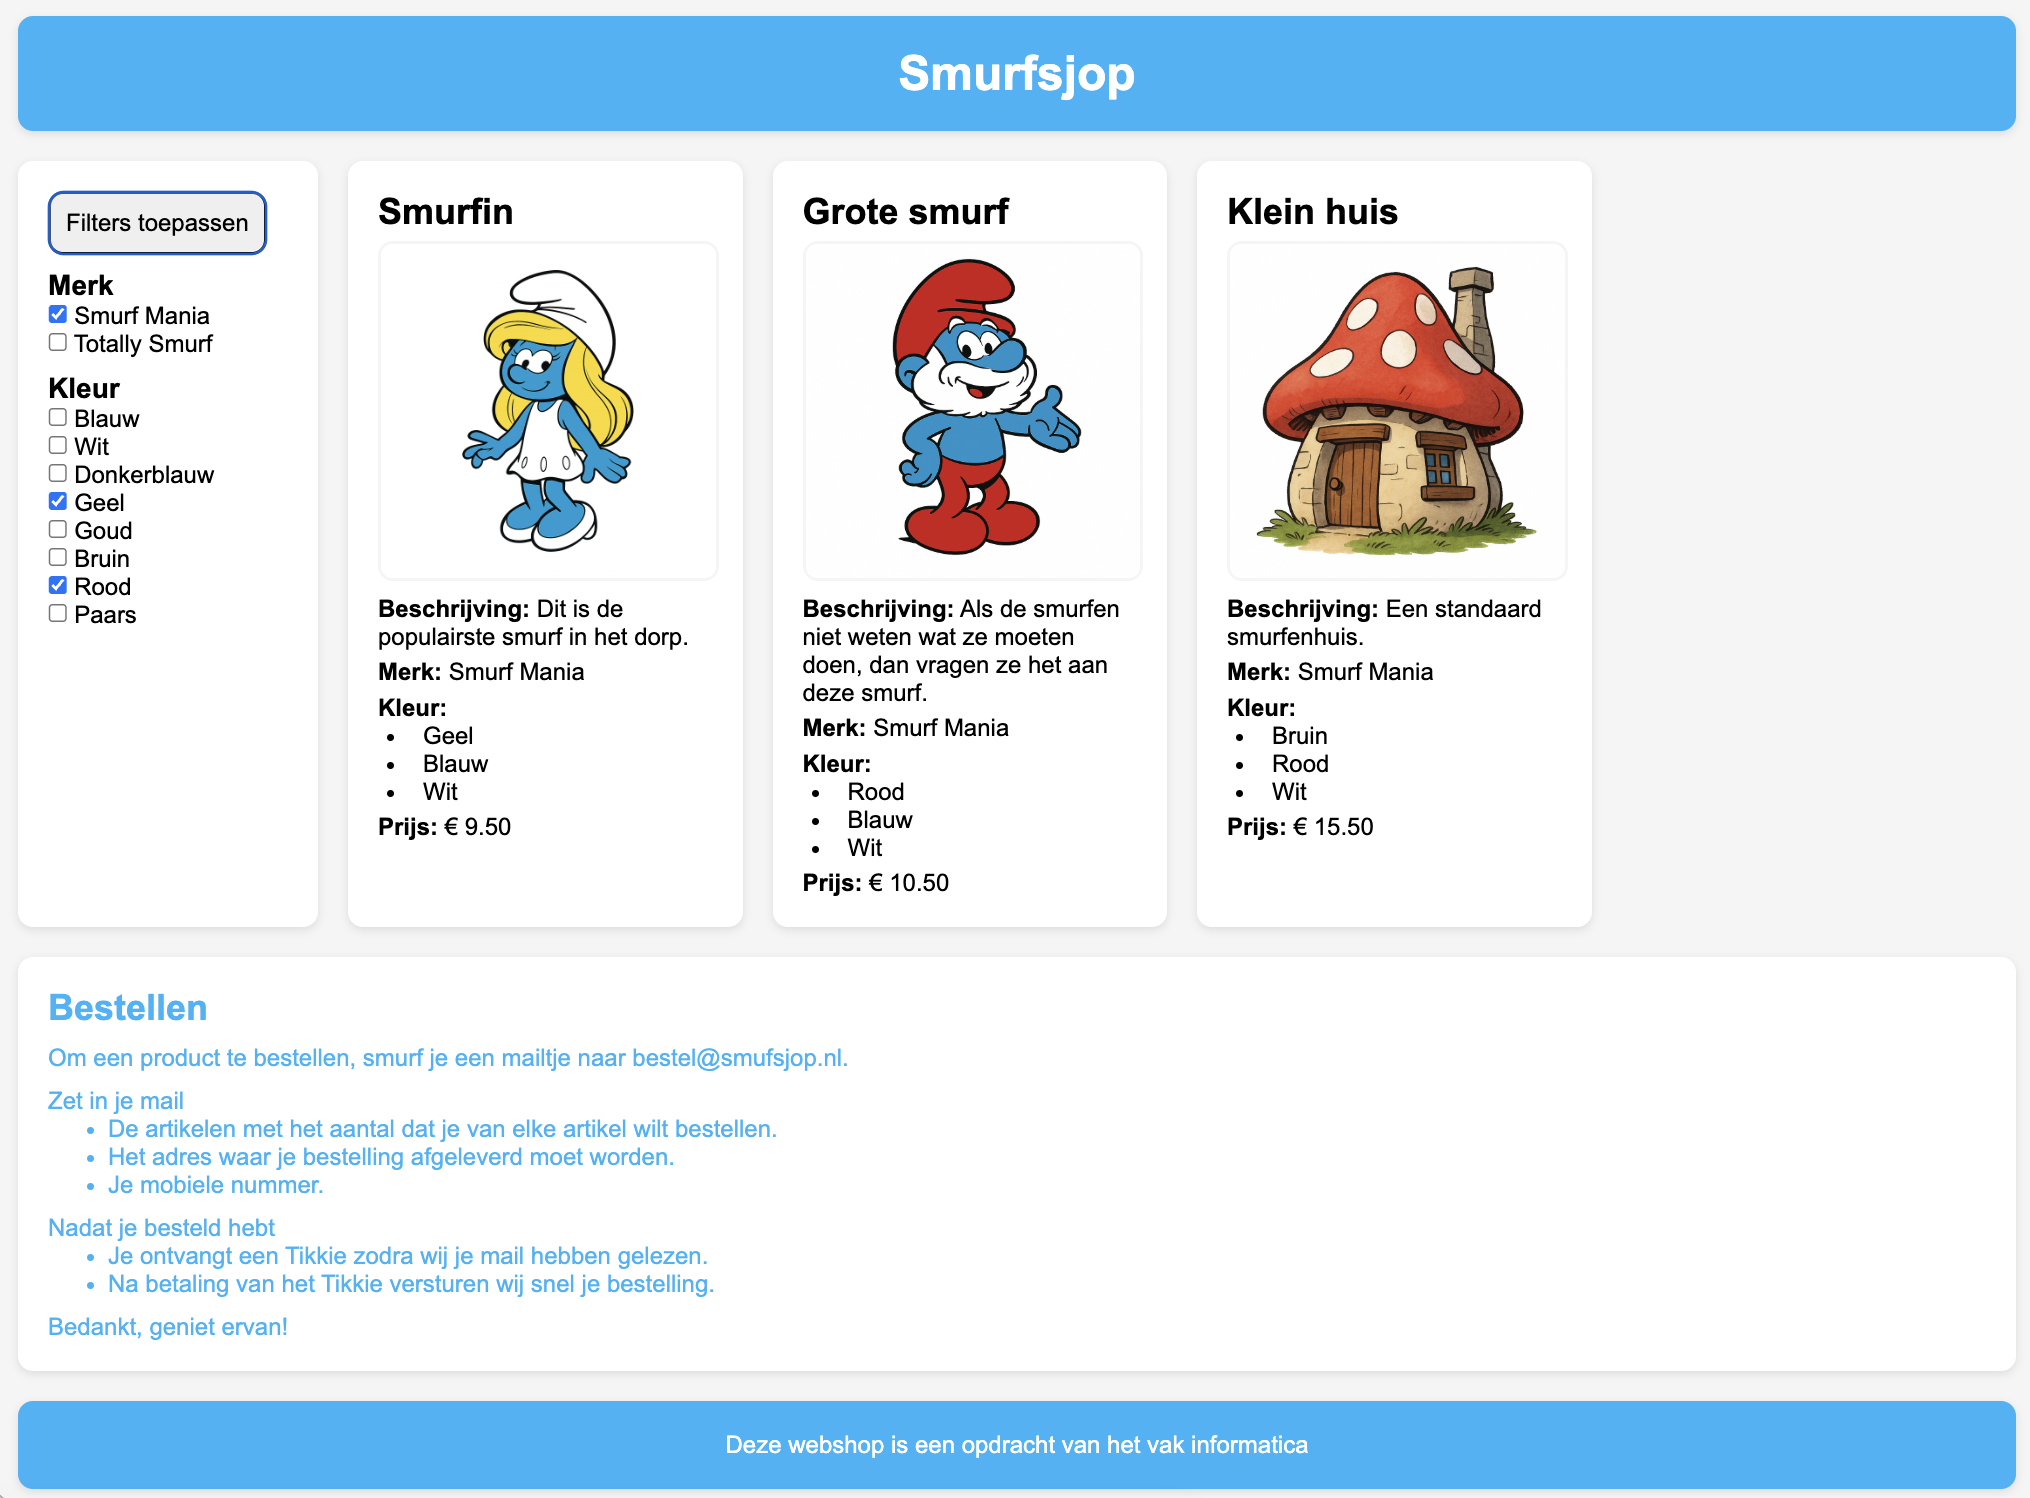 Smurfsjop
Filters toepassen
Merk
Smurf Mania
Totally Smurf
Kleur
Blauw
Wit
Donkerblauw
Geel
Goud
Bruin
Rood
Paars
Smurfin
Beschrijving: Dit is de
populairste smurf in het dorp.
Merk: Smurf Mania
Kleur:
• Geel
• Blauw
• Wit
Prijs: € 9.50
Grote smurf
Beschrijving: Als de smurfen
niet weten wat ze moeten
doen, dan vragen ze het aan
deze smurf.
Merk: Smurf Mania
Kleur:
• Rood
• Blauw
• Wit
Prijs: € 10.50
Klein huis
Beschrijving: Een standaard
smurfenhuis.
Merk: Smurf Mania
Kleur:
• Bruin
• Rood
• Wit
Prijs: € 15.50
Bestellen
Om een product te bestellen, smurf je een mailtje naar bestel@smufsjop.nl.
Zet in je mail
• De artikelen met het aantal dat je van elke artikel wilt bestellen.
• Het adres waar je bestelling afgeleverd moet worden.
• Je mobiele nummer.
Nadat je besteld hebt
• Je ontvangt een Tikkie zodra wij je mail hebben gelezen.
• Na betaling van het Tikkie versturen wij snel je bestelling.
Bedankt, geniet ervan!
Deze webshop is een opdracht van het vak informatica